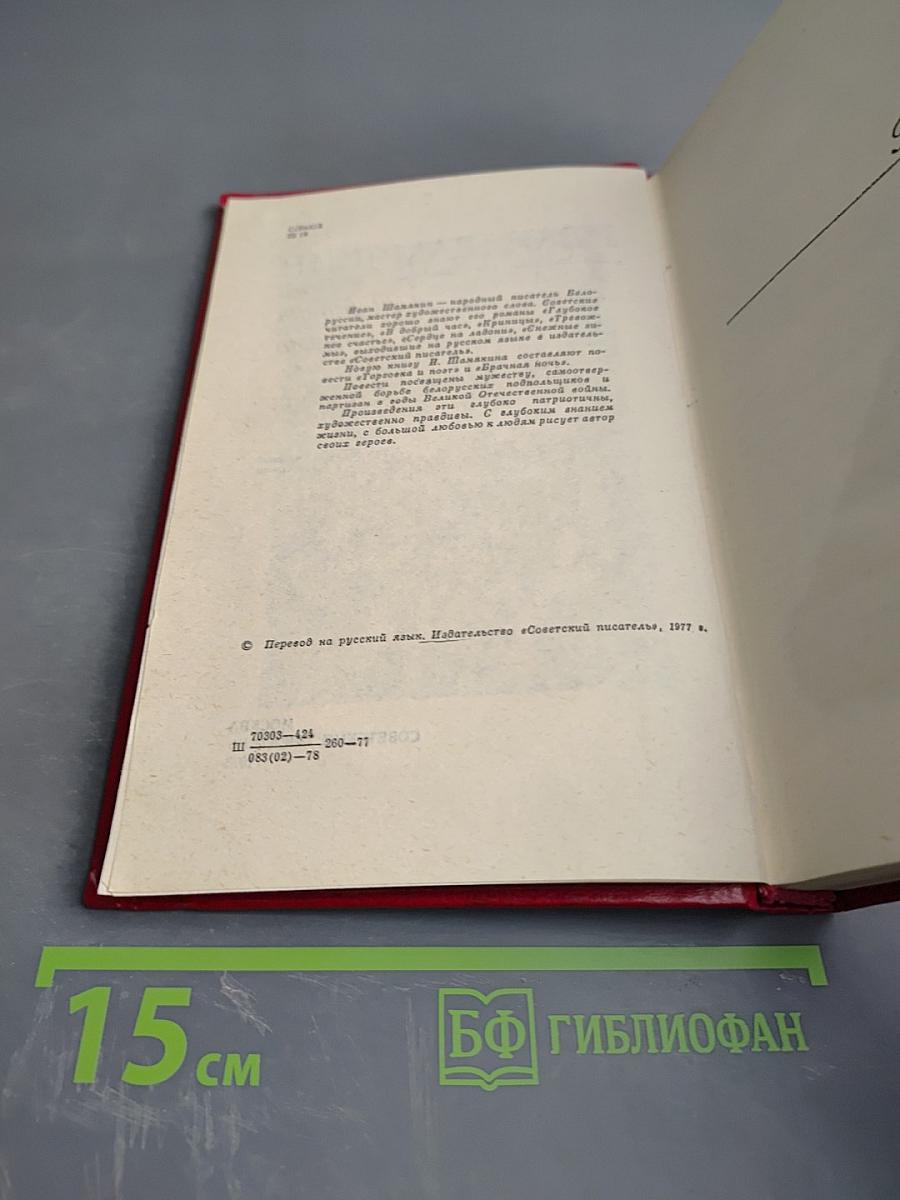 С(Бел)2
Ш 19
Иван Шамякин — народный писатель Бело-
руссии, мастер художественного слова. Советские
читатели хорошо знают его романы «Глубокое
течение», «В добрый час», «Криницы», «Тревож-
ное счастье», «Сердце на ладони», «Снежные зи-
мы», выходившие на русском языке в издатель-
стве «Советский писатель».
Новую книгу И. Шамякина составляют по-
вести «Торговка и поэт» и «Брачная ночь».
Повести посвящены мужеству, самоотвер-
женной борьбе белорусских подпольщиков и
партизан в годы Великой Отечественной войны.
Произведения эти глубоко патриотичны,
художественно правдивы. С глубоким знанием
жизни, с большой любовью к людям рисует автор
своих героев.
© Перевод на русский язык. Издательство «Советский писатель», 1977 г.
70303—424
Ш 260—77
083(02)—78
15 см
БФ ГИБЛИОФАН